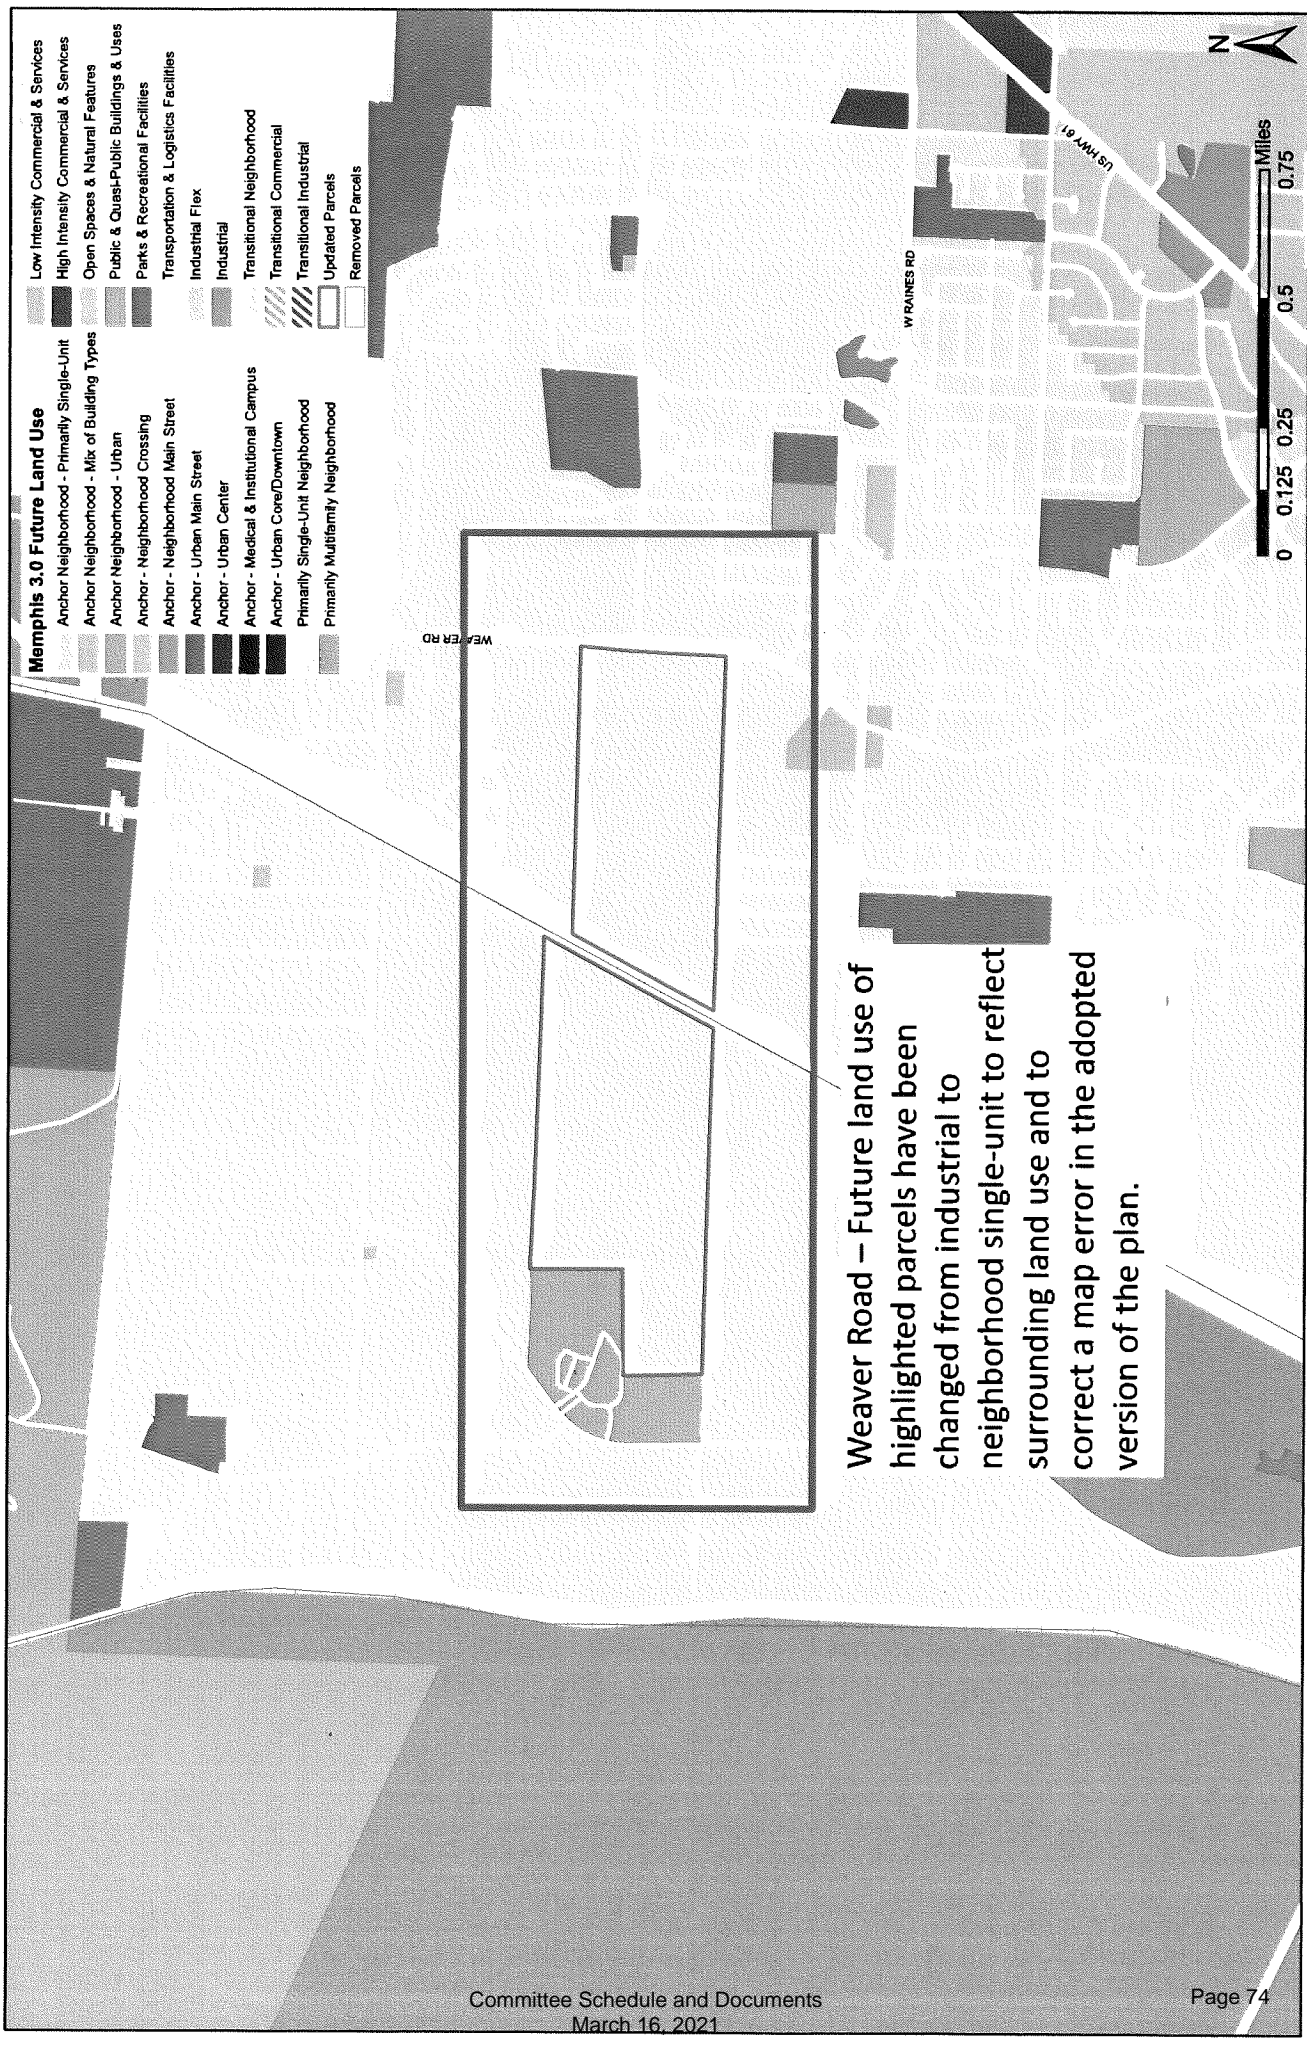 Memphis 3.0 Future Land Use
Anchor Neighborhood - Primarily Single-Unit
Anchor Neighborhood - Mix of Building Types
Anchor Neighborhood - Urban
Anchor - Neighborhood Crossing
Anchor - Neighborhood Main Street
Anchor - Urban Main Street
Anchor - Urban Center
Anchor - Medical & Institutional Campus
Anchor - Urban Core/Downtown
Primarily Single-Unit Neighborhood
Primarily Multifamily Neighborhood
Low Intensity Commercial & Services
High Intensity Commercial & Services
Open Spaces & Natural Features
Public & Quasi-Public Buildings & Uses
Parks & Recreational Facilities
Transportation & Logistics Facilities
Industrial Flex
Industrial
Transitional Neighborhood
Transitional Commercial
Transitional Industrial
Updated Parcels
Removed Parcels
WEAVER RD
W RAINES RD
US HWY 61
N
Weaver Road – Future land use of
highlighted parcels have been
changed from industrial to
neighborhood single-unit to reflect
surrounding land use and to
correct a map error in the adopted
version of the plan.
0 0.125 0.25 0.5 0.75
Miles
Committee Schedule and Documents
March 16, 2021
Page 74